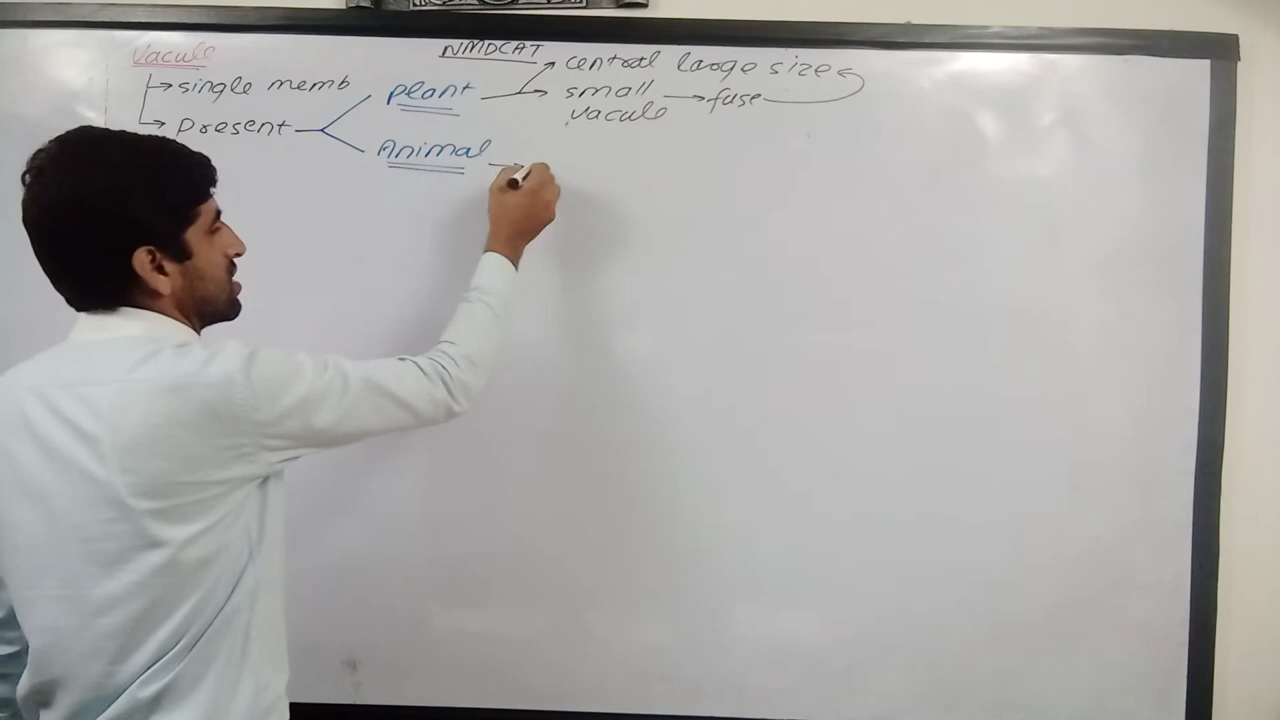 Vacule
NMDCAT
single memb
Present
Plant
central large size
small
vacule
fuse
Animal